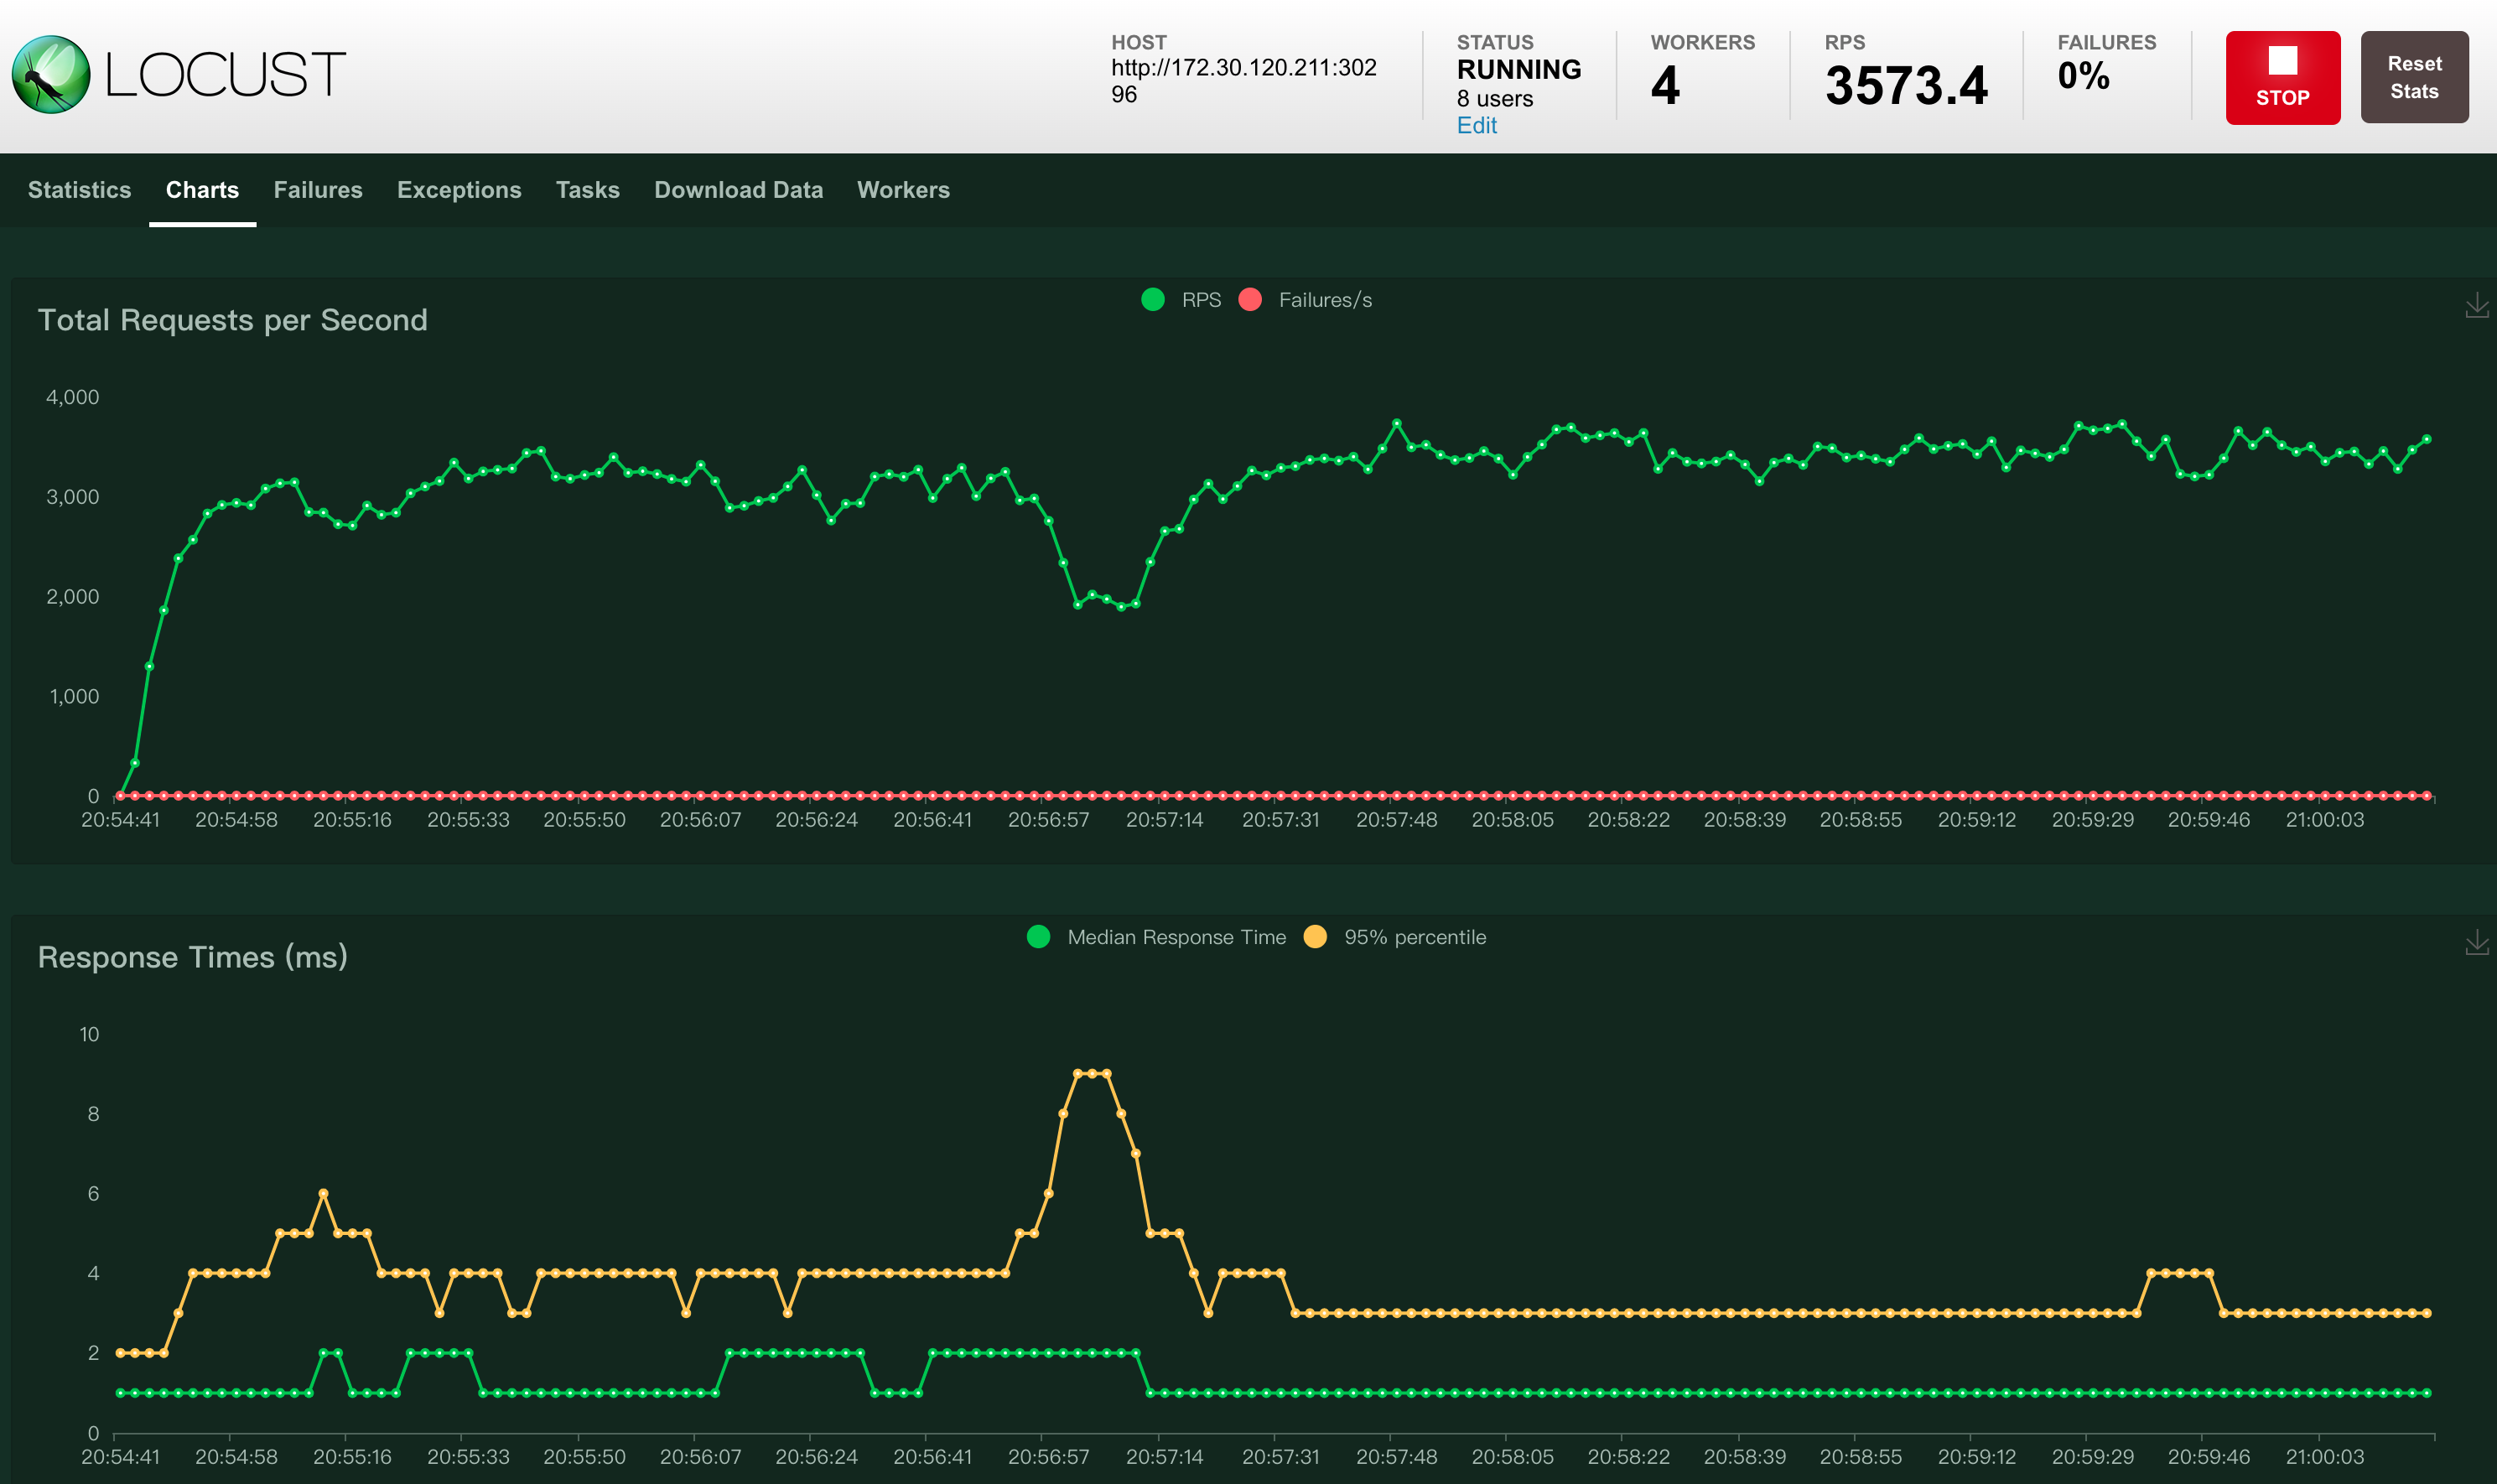 LOCUST
HOST
http://172.30.120.211:302
96
STATUS
RUNNING
8 users
Edit
WORKERS
4
RPS
3573.4
FAILURES
0%
STOP
Reset
Stats
Statistics Charts Failures Exceptions Tasks Download Data Workers
RPS Failures/s
Total Requests per Second
4,000
3,000
2,000
1,000
0
20:54:41 20:54:58 20:55:16 20:55:33 20:55:50 20:56:07 20:56:24 20:56:41 20:56:57 20:57:14 20:57:31 20:57:48 20:58:05 20:58:22 20:58:39 20:58:55 20:59:12 20:59:29 20:59:46 21:00:03
Median Response Time 95% percentile
Response Times (ms)
10
8
6
4
2
0
20:54:41 20:54:58 20:55:16 20:55:33 20:55:50 20:56:07 20:56:24 20:56:41 20:56:57 20:57:14 20:57:31 20:57:48 20:58:05 20:58:22 20:58:39 20:58:55 20:59:12 20:59:29 20:59:46 21:00:03